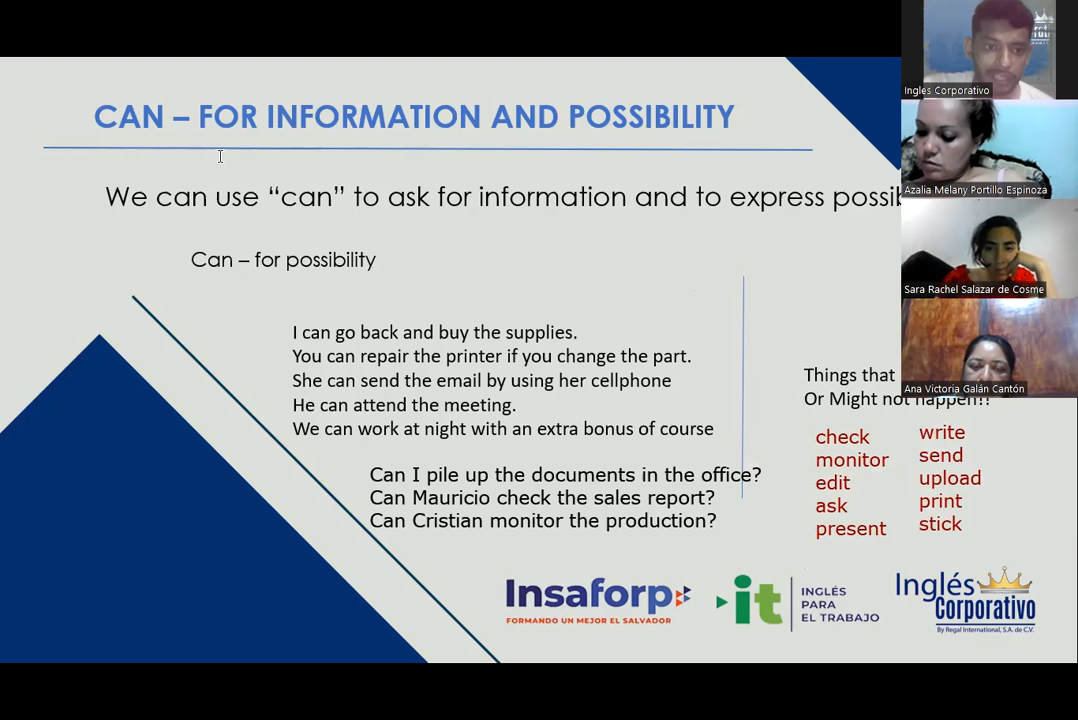 CAN – FOR INFORMATION AND POSSIBILITY
We can use “can” to ask for information and to express
Can – for possibility
I can go back and buy the supplies.
You can repair the printer if you change the part.
She can send the email by using her cellphone
He can attend the meeting.
We can work at night with an extra bonus of course
Can I pile up the documents in the office?
Can Mauricio check the sales report?
Can Cristian monitor the production?
Things that
Or Might not happen!!
check
monitor
edit
ask
present
write
send
upload
print
stick
Insaforp
FORMANDO UN MEJOR EL SALVADOR
it
INGLÉS
PARA
EL TRABAJO
Inglés
Corporativo
By Regal International, S.A. de C.V.
Ingles Corporativo
Azalia Melany Portillo Espinoza
Sara Rachel Salazar de Cosme
Ana Victoria Galán Cantón